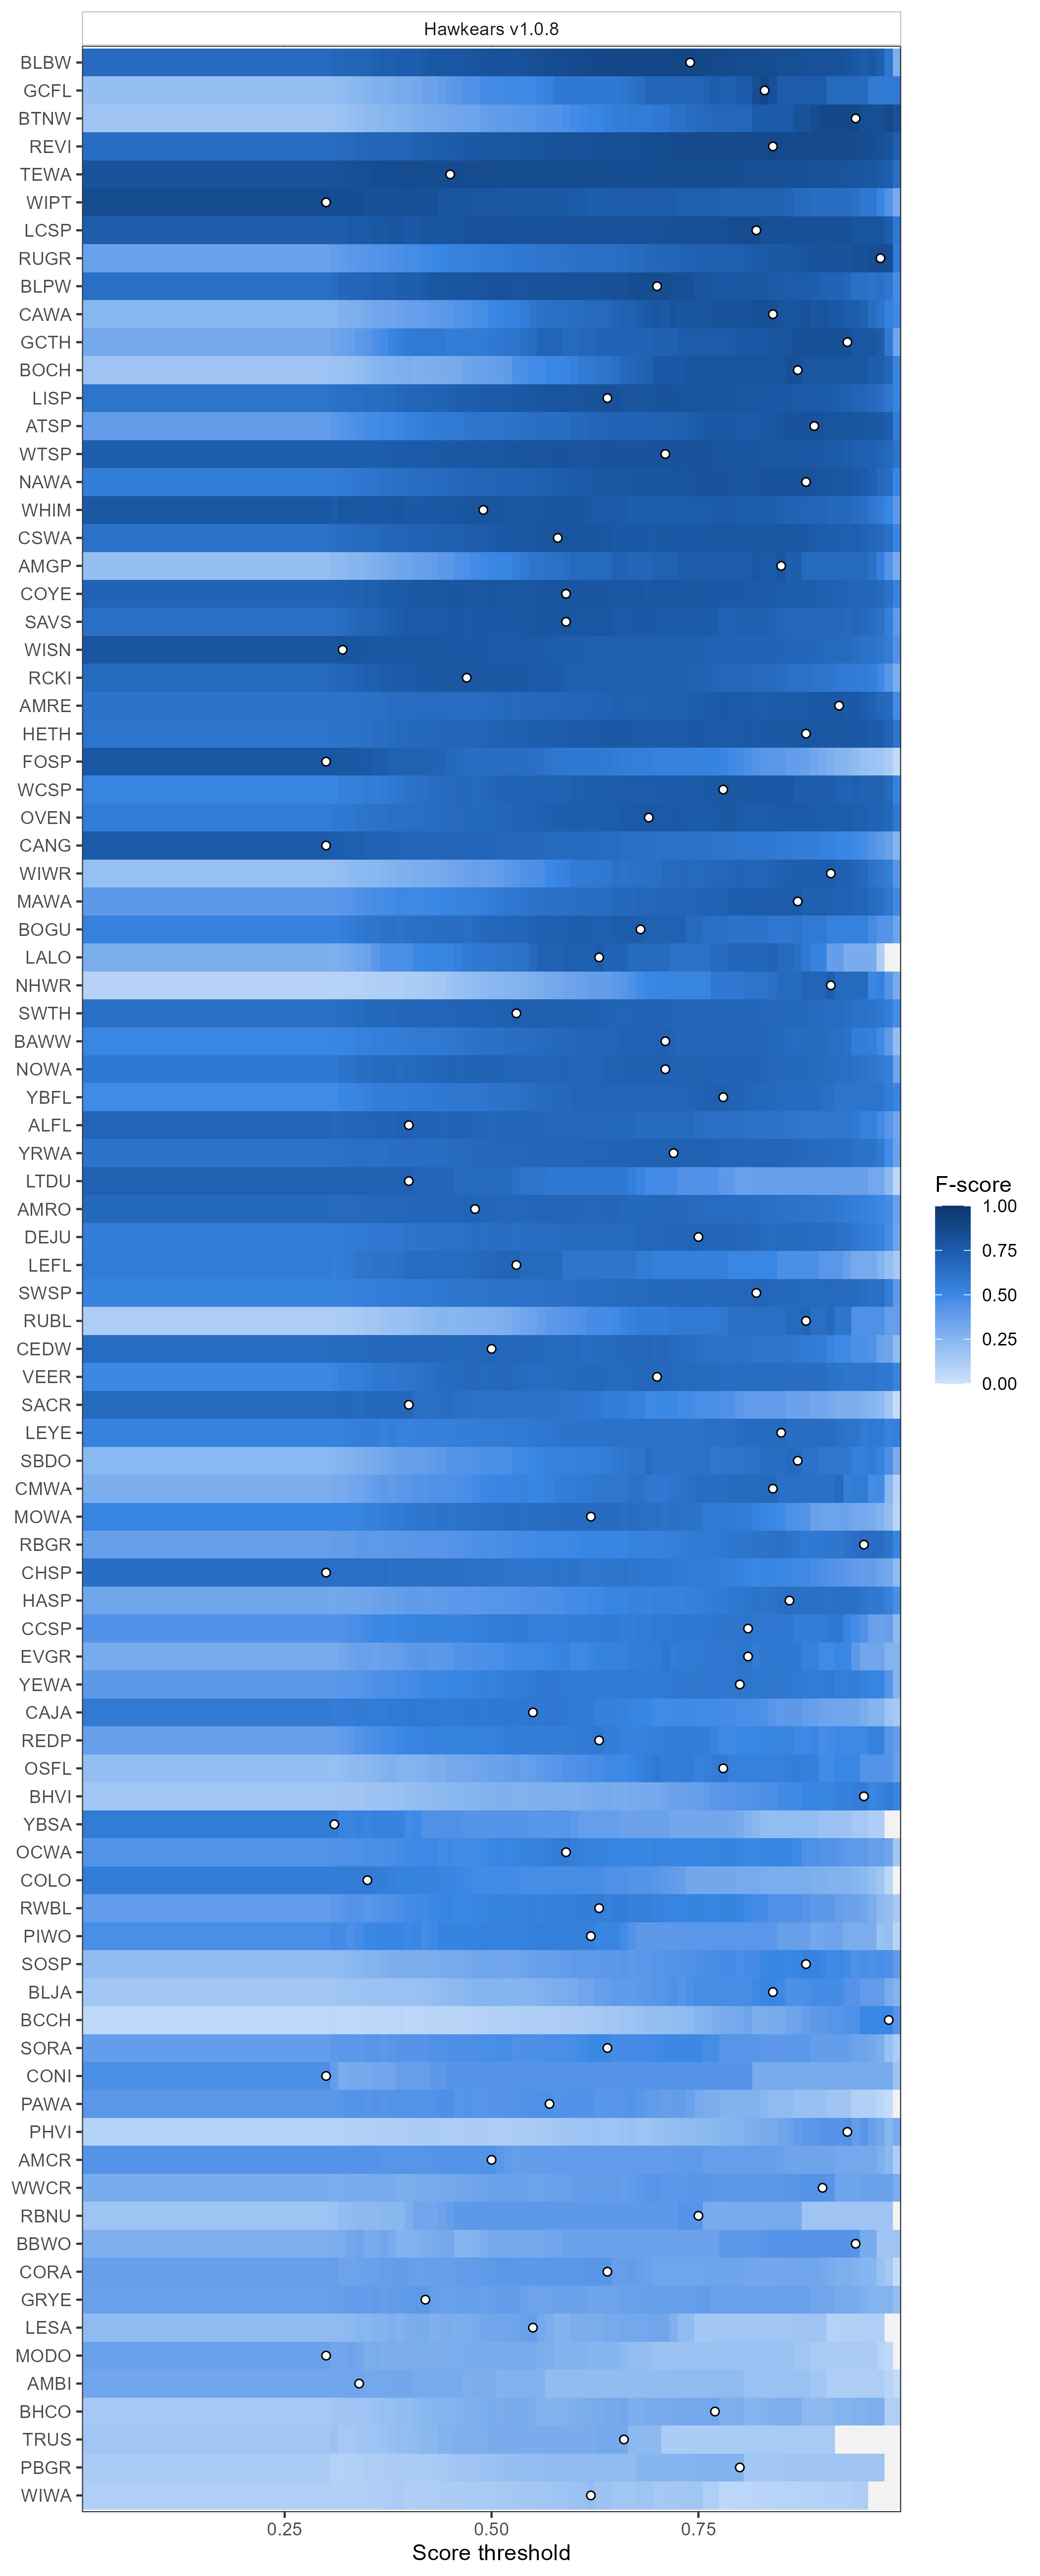 Hawkears v1.0.8
BLBW
GCFL
BTNW
REVI
TEWA
WIPT
LCSP
RUGR
BLPW
CAWA
GCTH
BOCH
LISP
ATSP
WTSP
NAWA
WHIM
CSWA
AMGP
COYE
SAVS
WISN
RCKI
AMRE
HETH
FOSP
WCSP
OVEN
CANG
WIWR
MAWA
BOGU
LALO
NHWR
SWTH
BAWW
NOWA
YBFL
ALFL
YRWA
LTDU
AMRO
DEJU
LEFL
SWSP
RUBL
CEDW
VEER
SACR
LEYE
SBDO
CMWA
MOWA
RBGR
CHSP
HASP
CCSP
EVGR
YEWA
CAJA
REDP
OSFL
BHVI
YBSA
OCWA
COLO
RWBL
PIWO
SOSP
BLJA
BCCH
SORA
CONI
PAWA
PHVI
AMCR
WWCR
RBNU
BBWO
CORA
GRYE
LESA
MODO
AMBI
BHCO
TRUS
PBGR
WIWA
0.25 0.50 0.75
Score threshold
F-score
1.00
0.75
0.50
0.25
0.00